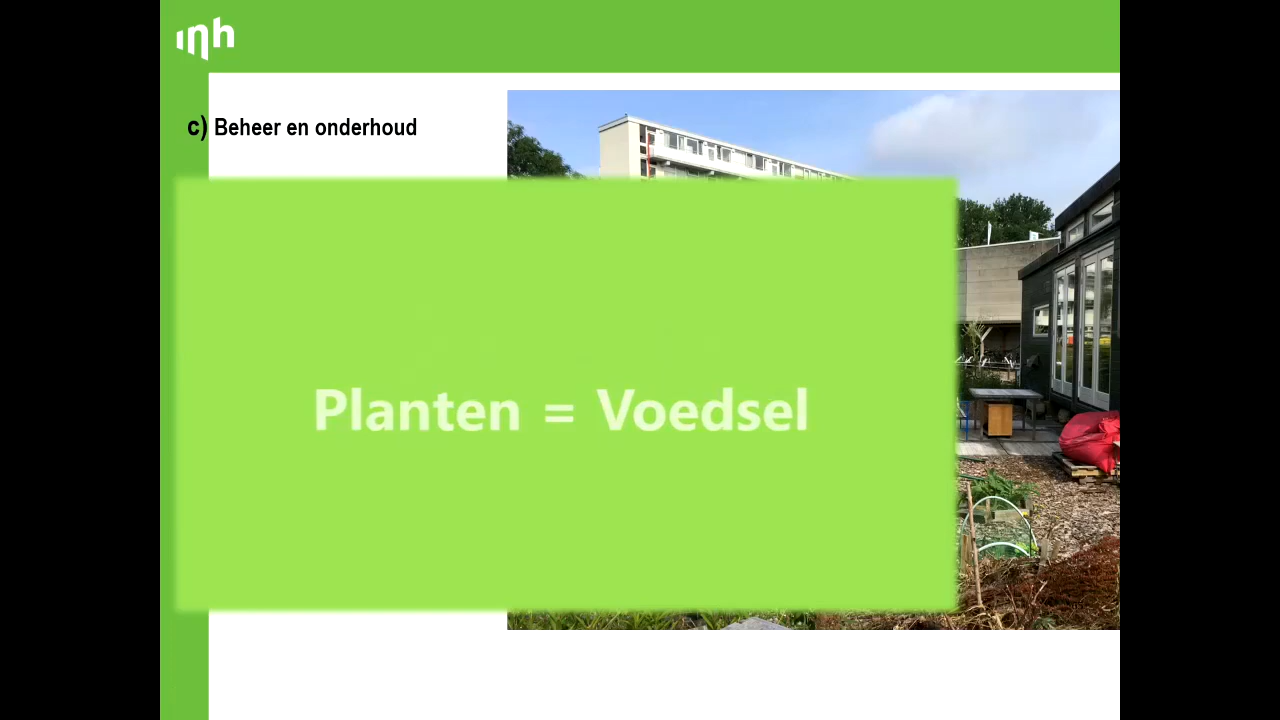 inh
c) Beheer en onderhoud
Planten = Voedsel